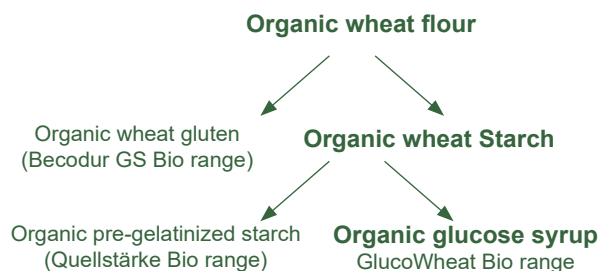 Organic wheat flour
Organic wheat gluten
(Becodur GS Bio range)
Organic wheat Starch
Organic pre-gelatinized starch
(Quellstärke Bio range)
Organic glucose syrup
GlucoWheat Bio range